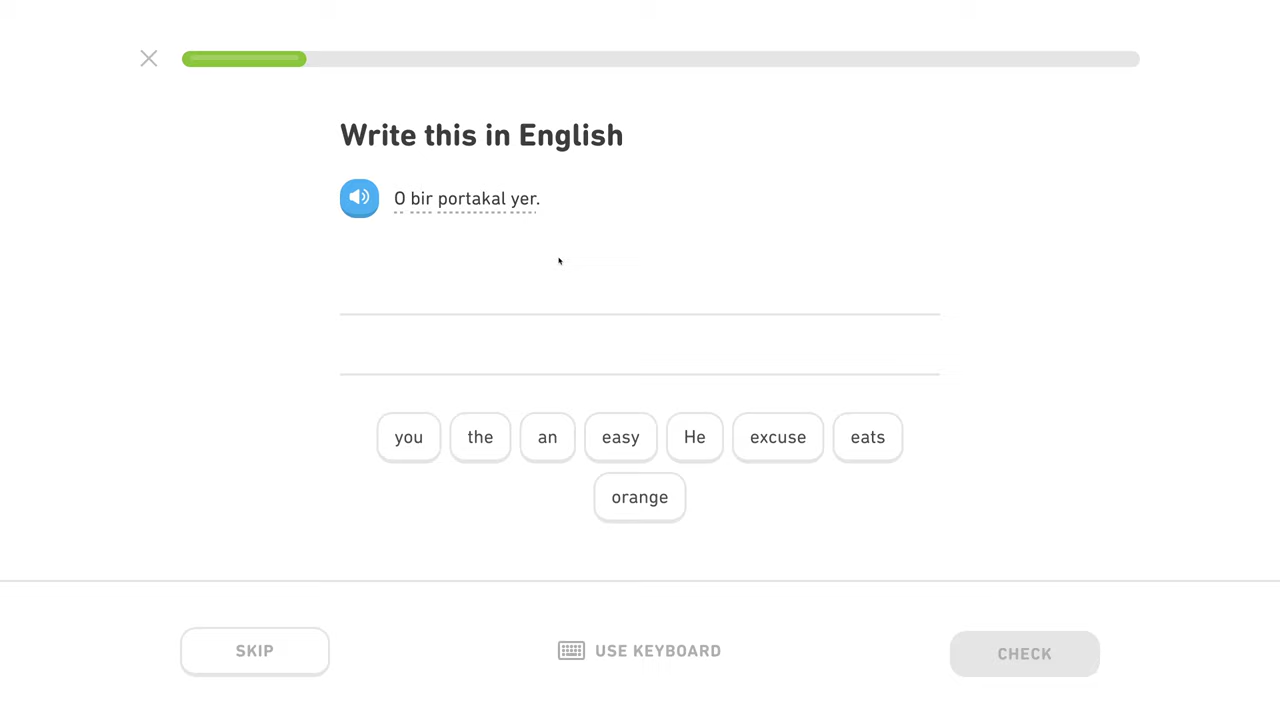 Write this in English
O bir portakal yer.
you the an easy He excuse eats
orange
SKIP USE KEYBOARD CHECK